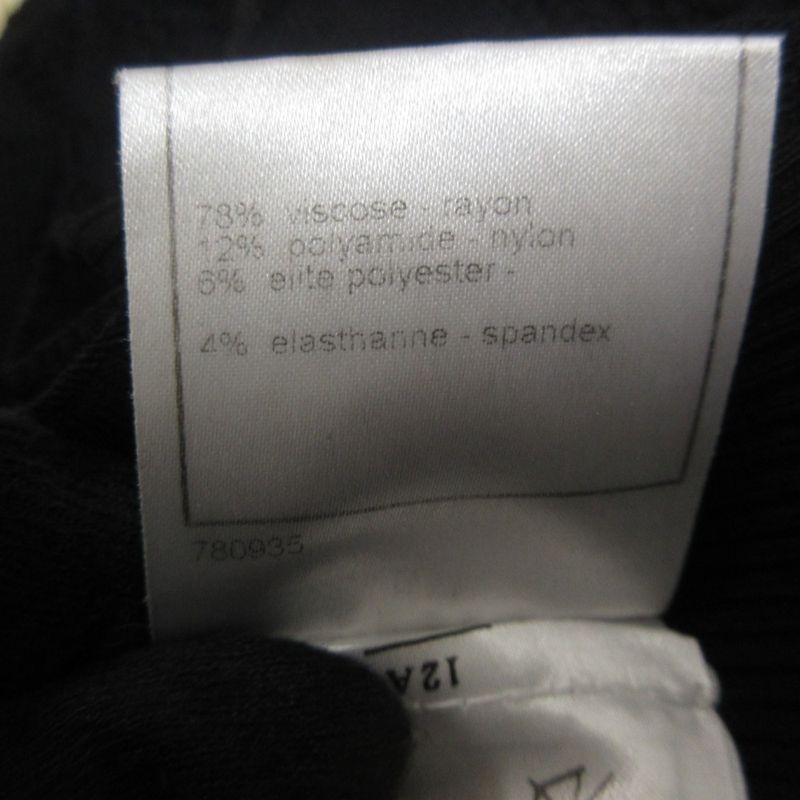 78% viscose - rayon
12% polyamide - nylon
6% elite polyester -
4% elasthanne - spandex
780935
12A